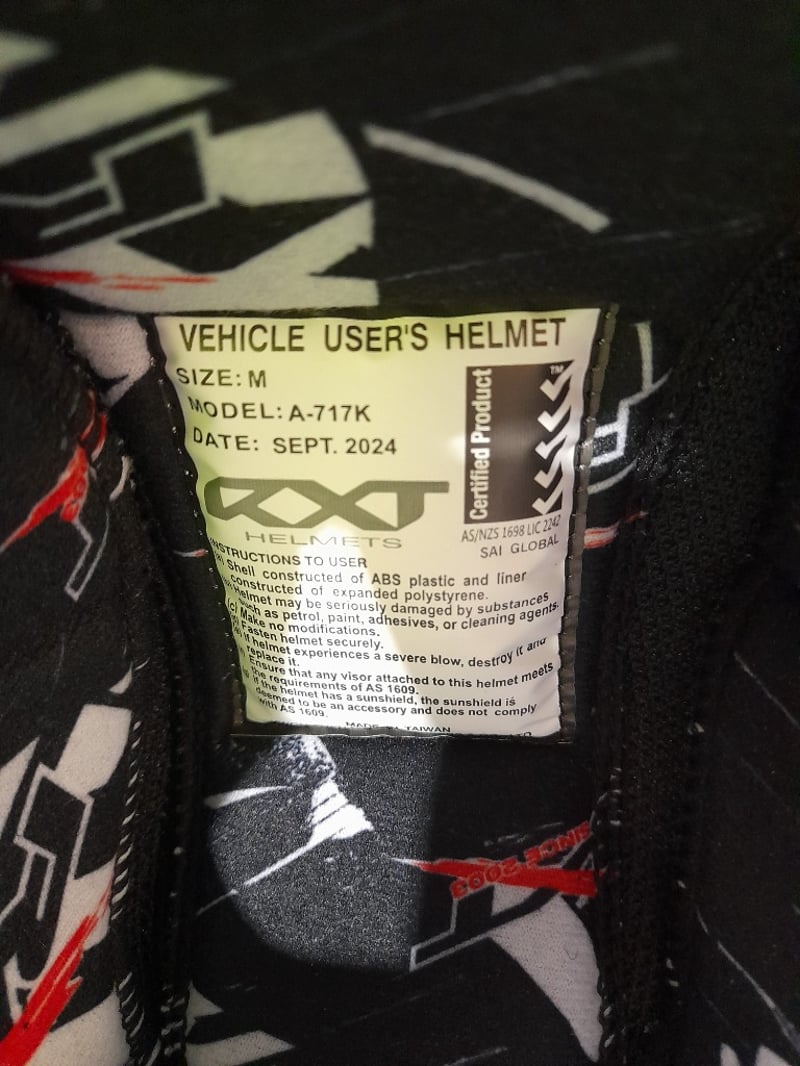 VEHICLE USER'S HELMET
SIZE: M
MODEL: A-717K
DATE: SEPT. 2024
Certified Product
TM
RXT
HELMETS
AS/NZS 1698 LIC 2242
SAI GLOBAL
INSTRUCTIONS TO USER
Shell constructed of ABS plastic and liner
constructed of expanded polystyrene.
Helmet may be seriously damaged by substances
such as petrol, paint, adhesives, or cleaning agents.
(c) Make no modifications.
Fasten helmet securely.
If helmet experiences a severe blow, destroy it and
replace it.
Ensure that any visor attached to this helmet meets
the requirements of AS 1609.
If the helmet has a sunshield, the sunshield is
deemed to be an accessory and does not comply
with AS 1609.
MADE IN TAIWAN
SINCE 2003